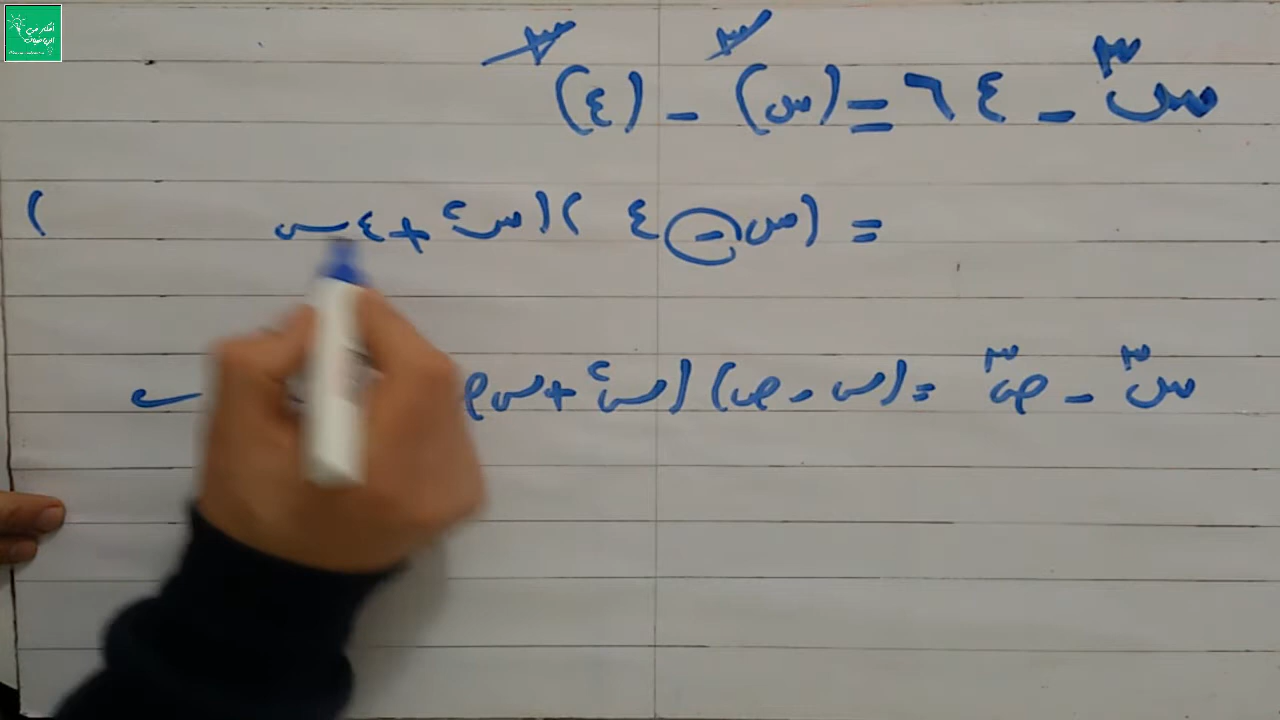 س³ - ٦٤ = (س)³ - (٤)³
= (س - ٤)(س² + ٤س )
س³ - ص³ = (س - ص)(س² + س ص